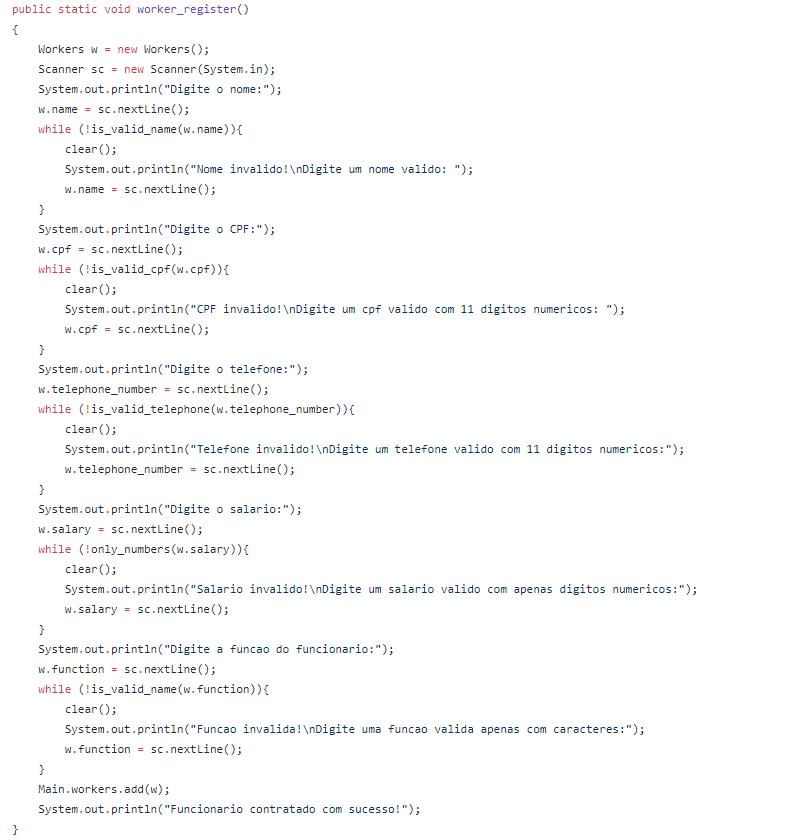 public static void worker_register()
{
    Workers w = new Workers();
    Scanner sc = new Scanner(System.in);
    System.out.println("Digite o nome:");
    w.name = sc.nextLine();
    while (!is_valid_name(w.name)){
        clear();
        System.out.println("Nome invalido!\nDigite um nome valido: ");
        w.name = sc.nextLine();
    }
    System.out.println("Digite o CPF:");
    w.cpf = sc.nextLine();
    while (!is_valid_cpf(w.cpf)){
        clear();
        System.out.println("CPF invalido!\nDigite um cpf valido com 11 digitos numericos: ");
        w.cpf = sc.nextLine();
    }
    System.out.println("Digite o telefone:");
    w.telephone_number = sc.nextLine();
    while (!is_valid_telephone(w.telephone_number)){
        clear();
        System.out.println("Telefone invalido!\nDigite um telefone valido com 11 digitos numericos:");
        w.telephone_number = sc.nextLine();
    }
    System.out.println("Digite o salario:");
    w.salary = sc.nextLine();
    while (!only_numbers(w.salary)){
        clear();
        System.out.println("Salario invalido!\nDigite um salario valido com apenas digitos numericos:");
        w.salary = sc.nextLine();
    }
    System.out.println("Digite a funcao do funcionario:");
    w.function = sc.nextLine();
    while (!is_valid_name(w.function)){
        clear();
        System.out.println("Funcao invalida!\nDigite uma funcao valida apenas com caracteres:");
        w.function = sc.nextLine();
    }
    Main.workers.add(w);
    System.out.println("Funcionario contratado com sucesso!");
}